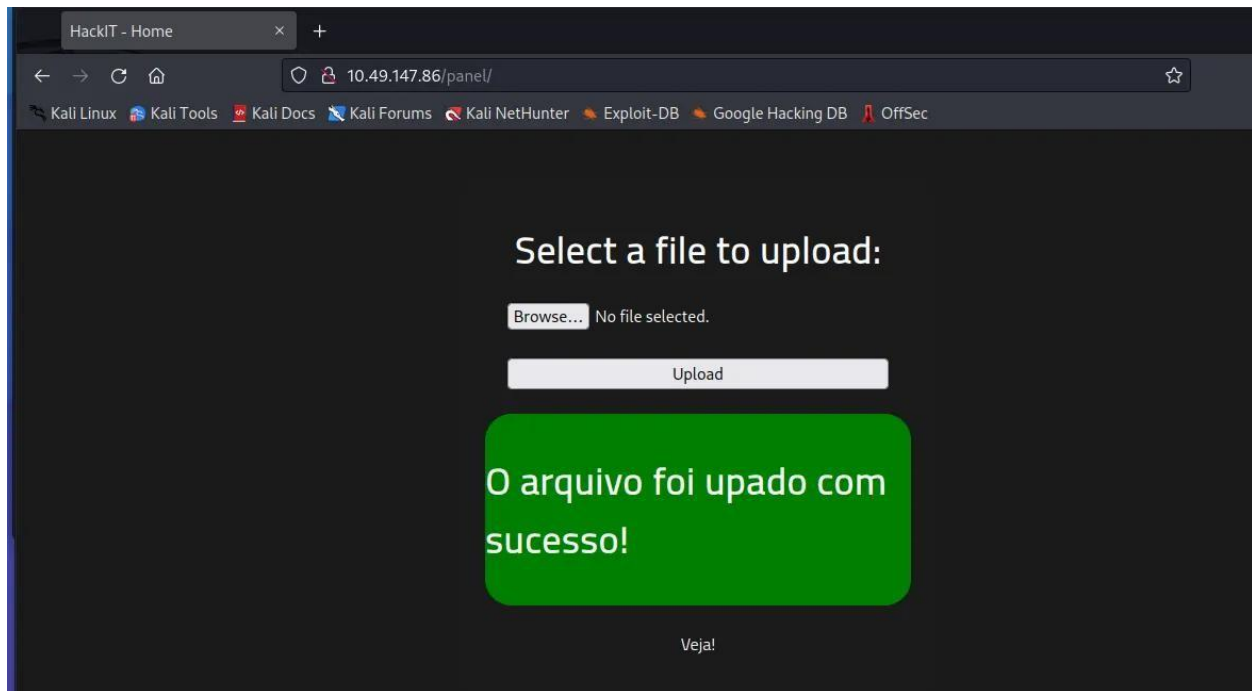 HackIT - Home
10.49.147.86/panel/
Kali Linux Kali Tools Kali Docs Kali Forums Kali NetHunter Exploit-DB Google Hacking DB OffSec
Select a file to upload:
Browse... No file selected.
Upload
O arquivo foi upado com
sucesso!
Veja!